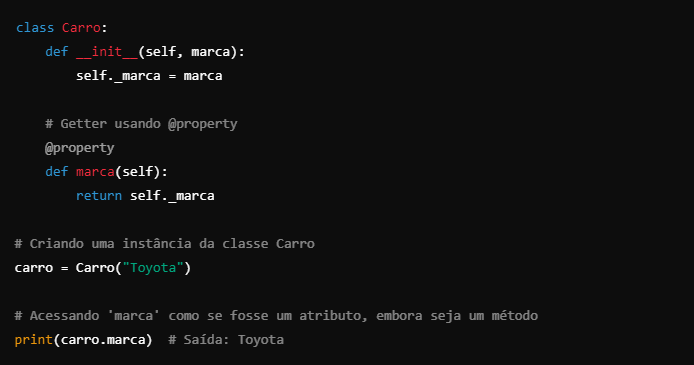 class Carro:
    def __init__(self, marca):
        self._marca = marca

    # Getter usando @property
    @property
    def marca(self):
        return self._marca

# Criando uma instância da classe Carro
carro = Carro("Toyota")

# Acessando 'marca' como se fosse um atributo, embora seja um método
print(carro.marca)  # Saída: Toyota